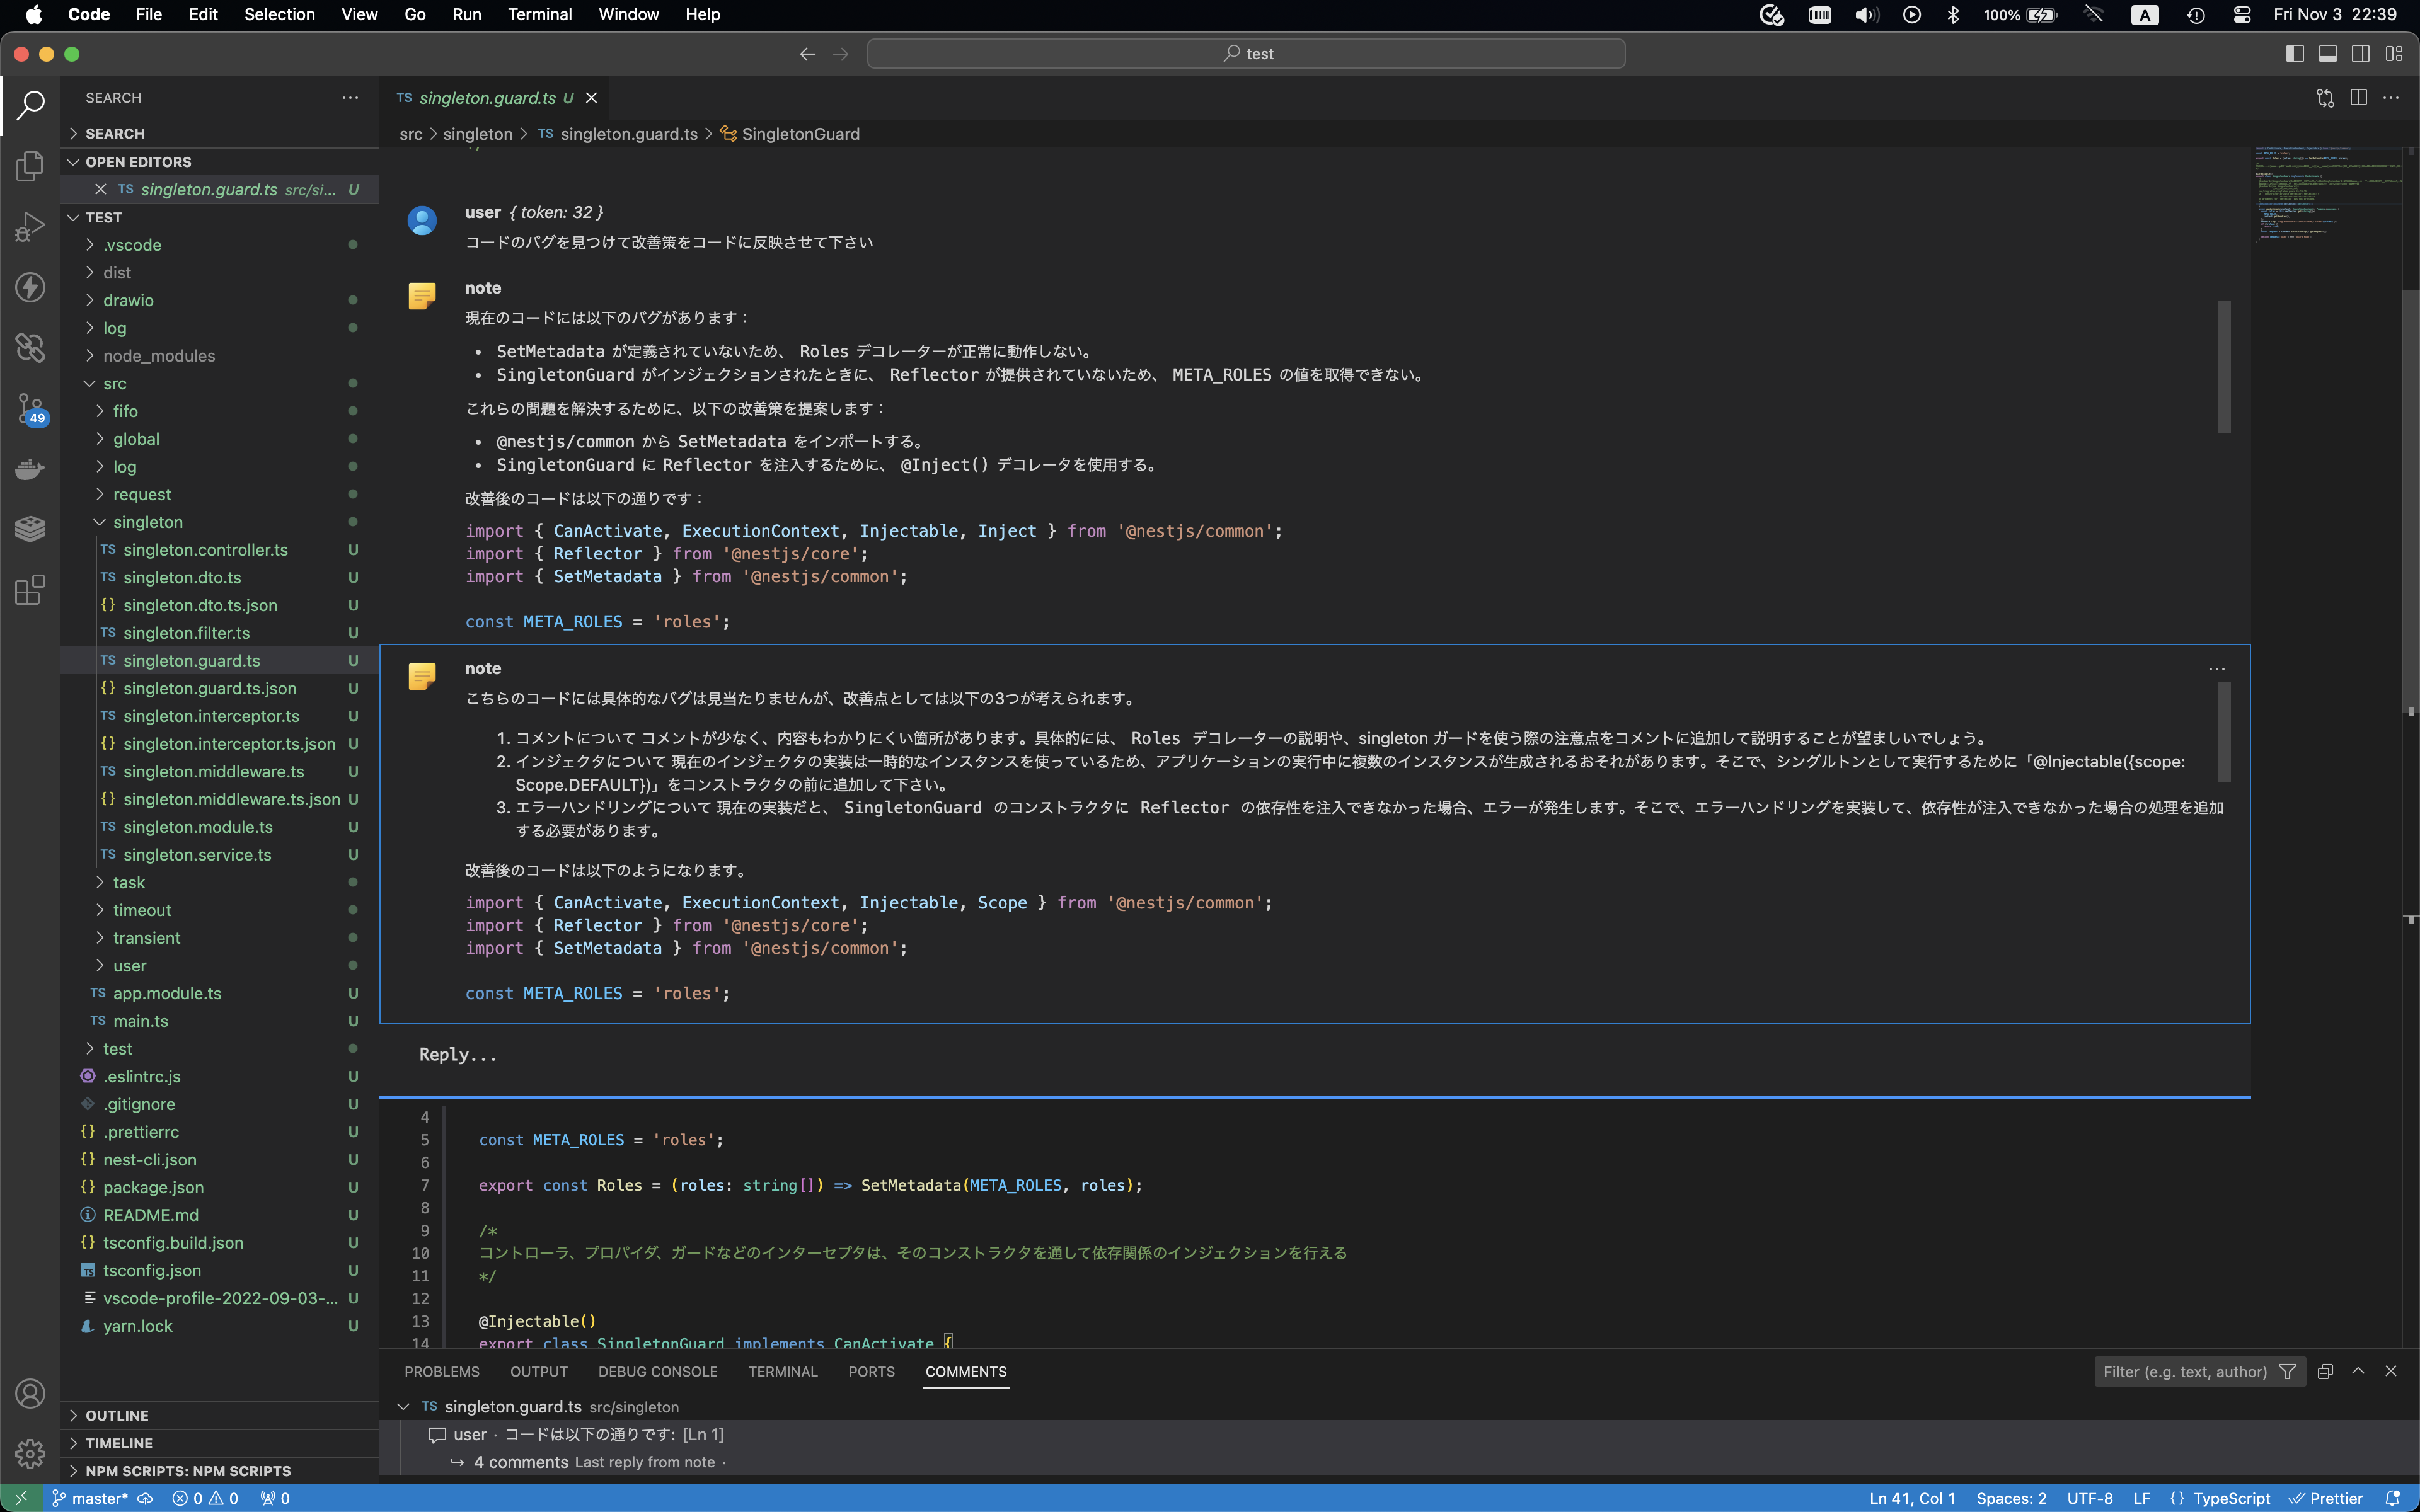 Code File Edit Selection View Go Run Terminal Window Help
100% A Fri Nov 3 22:39
test
SEARCH
SEARCH
OPEN EDITORS
TS singleton.guard.ts src/si... U
TEST
.vscode
dist
drawio
log
node_modules
src
fifo
global
log
request
singleton
TS singleton.controller.ts U
TS singleton.dto.ts U
{} singleton.dto.ts.json U
TS singleton.filter.ts U
TS singleton.guard.ts U
{} singleton.guard.ts.json U
TS singleton.interceptor.ts U
{} singleton.interceptor.ts.json U
TS singleton.middleware.ts U
{} singleton.middleware.ts.json U
TS singleton.module.ts U
TS singleton.service.ts U
task
timeout
transient
user
TS app.module.ts U
TS main.ts U
test
.eslintrc.js U
.gitignore U
{} .prettierrc U
{} nest-cli.json U
{} package.json U
README.md U
{} tsconfig.build.json U
TS tsconfig.json U
vscode-profile-2022-09-03-... U
yarn.lock U
OUTLINE
TIMELINE
NPM SCRIPTS: NPM SCRIPTS
49
TS singleton.guard.ts U
src > singleton > TS singleton.guard.ts > SingletonGuard
user { token: 32 }
コードのバグを見つけて改善策をコードに反映させて下さい
note
現在のコードには以下のバグがあります：
• SetMetadata が定義されていないため、 Roles デコレーターが正常に動作しない。
• SingletonGuard がインジェクションされたときに、 Reflector が提供されていないため、 META_ROLES の値を取得できない。
これらの問題を解決するために、以下の改善策を提案します：
• @nestjs/common から SetMetadata をインポートする。
• SingletonGuard に Reflector を注入するために、 @Inject() デコレータを使用する。
改善後のコードは以下の通りです：
import { CanActivate, ExecutionContext, Injectable, Inject } from '@nestjs/common';
import { Reflector } from '@nestjs/core';
import { SetMetadata } from '@nestjs/common';
const META_ROLES = 'roles';
note
こちらのコードには具体的なバグは見当たりませんが、改善点としては以下の3つが考えられます。
1. コメントについて コメントが少なく、内容もわかりにくい箇所があります。具体的には、 Roles デコレーターの説明や、singleton ガードを使う際の注意点をコメントに追加して説明することが望ましいでしょう。
2. インジェクタについて 現在のインジェクタの実装は一時的なインスタンスを使っているため、アプリケーションの実行中に複数のインスタンスが生成されるおそれがあります。そこで、シングルトンとして実行するために「@Injectable({scope:
Scope.DEFAULT})」をコンストラクタの前に追加して下さい。
3. エラーハンドリングについて 現在の実装だと、 SingletonGuard のコンストラクタに Reflector の依存性を注入できなかった場合、エラーが発生します。そこで、エラーハンドリングを実装して、依存性が注入できなかった場合の処理を追加
する必要があります。
改善後のコードは以下のようになります。
import { CanActivate, ExecutionContext, Injectable, Scope } from '@nestjs/common';
import { Reflector } from '@nestjs/core';
import { SetMetadata } from '@nestjs/common';
const META_ROLES = 'roles';
Reply...
4
5 const META_ROLES = 'roles';
6
7 export const Roles = (roles: string[]) => SetMetadata(META_ROLES, roles);
8
9 /*
10 コントローラ、プロパイダ、ガードなどのインターセプタは、そのコンストラクタを通して依存関係のインジェクションを行える
11 */
12
13 @Injectable()
14 export class SingletonGuard implements CanActivate {
PROBLEMS OUTPUT DEBUG CONSOLE TERMINAL PORTS COMMENTS
Filter (e.g. text, author)
TS singleton.guard.ts src/singleton
user · コードは以下の通りです: [Ln 1]
4 comments Last reply from note ·
master* 0 0 0
Ln 41, Col 1 Spaces: 2 UTF-8 LF {} TypeScript Prettier